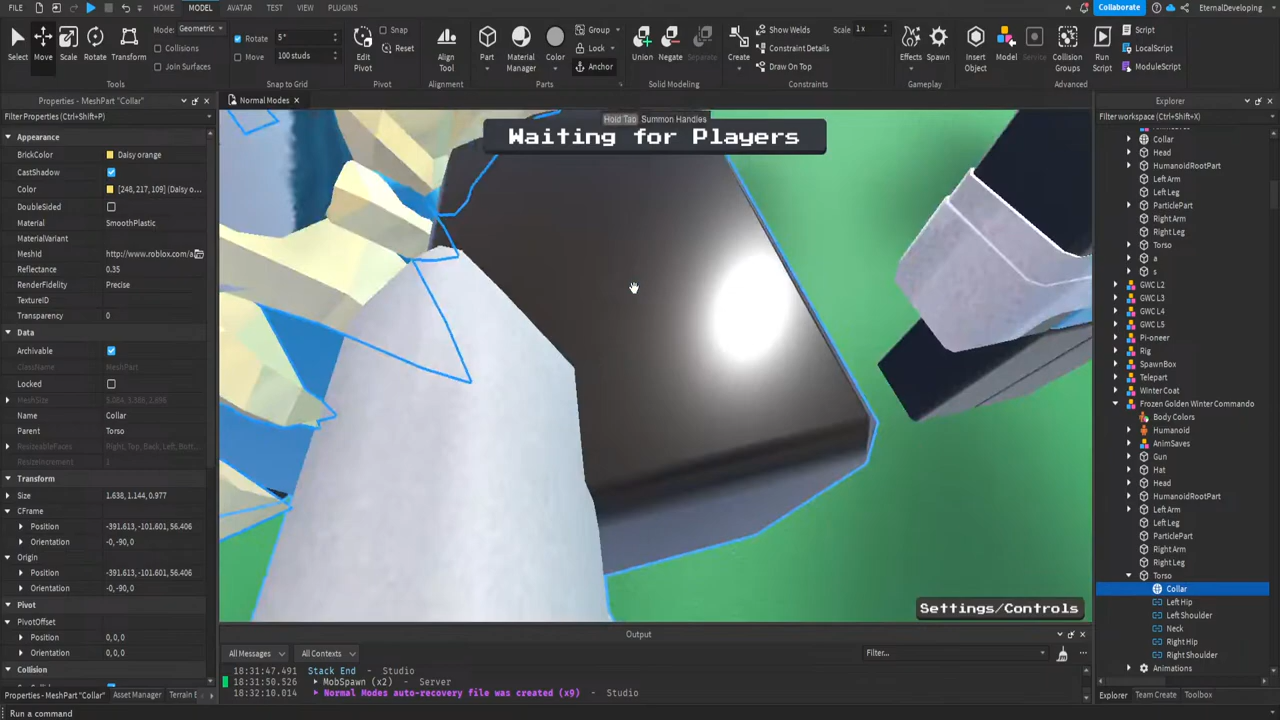 FILE HOME MODEL AVATAR TEST VIEW PLUGINS Collaborate EternalDeveloping
Select Move Scale Rotate Transform
Mode: Geometric
Collisions
Join Surfaces
Tools
Rotate 5°
Move 100 studs
Snap to Grid
Edit Pivot
Snap
Reset
Pivot
Align Tool
Alignment
Part Material Manager Color
Group
Lock
Anchor
Parts
Union Negate Separate
Solid Modeling
Create
Show Welds Scale 1x
Constraint Details
Draw On Top
Constraints
Effects Spawn
Gameplay
Insert Object Model Service Collision Groups Run Script
Script
LocalScript
ModuleScript
Advanced
Properties - MeshPart "Collar"
Filter Properties (Ctrl+Shift+P)
Appearance
BrickColor Daisy orange
CastShadow
Color [248, 217, 109] (Daisy o...
DoubleSided
Material SmoothPlastic
MaterialVariant
MeshId http://www.roblox.com/a
Reflectance 0.35
RenderFidelity Precise
TextureID
Transparency 0
Data
Archivable
ClassName MeshPart
Locked
Name Collar
Parent Torso
Transform
Size 1.638, 1.144, 0.977
CFrame
Position -391.613, -101.601, 56.406
Orientation -0, -90, 0
Origin
Position -391.613, -101.601, 56.406
Orientation -0, -90, 0
Pivot
PivotOffset
Position 0, 0, 0
Orientation 0, 0, 0
Collision
Properties - MeshPart "Collar" Asset Manager Terrain E
Run a command
Normal Modes
Hold Tab Summon Handles
Waiting for Players
Settings/Controls
Output
All Messages All Contexts Filter...
18:31:47.491 Stack End - Studio
18:31:50.526 MobSpawn (x2) - Server
18:32:10.014 Normal Modes auto-recovery file was created (x9) - Studio
Explorer
Filter workspace (Ctrl+Shift+X)
Collar
Head
HumanoidRootPart
Left Arm
Left Leg
ParticlePart
Right Arm
Right Leg
Torso
a
s
GWC L2
GWC L3
GWC L4
GWC L5
Pi-oneer
Rig
SpawnBox
Telepart
Winter Coat
Frozen Golden Winter Commando
Body Colors
Humanoid
AnimSaves
Gun
Hat
Head
HumanoidRootPart
Left Arm
Left Leg
ParticlePart
Right Arm
Right Leg
Torso
Collar
Left Hip
Left Shoulder
Neck
Right Hip
Right Shoulder
Animations
Explorer Team Create Toolbox